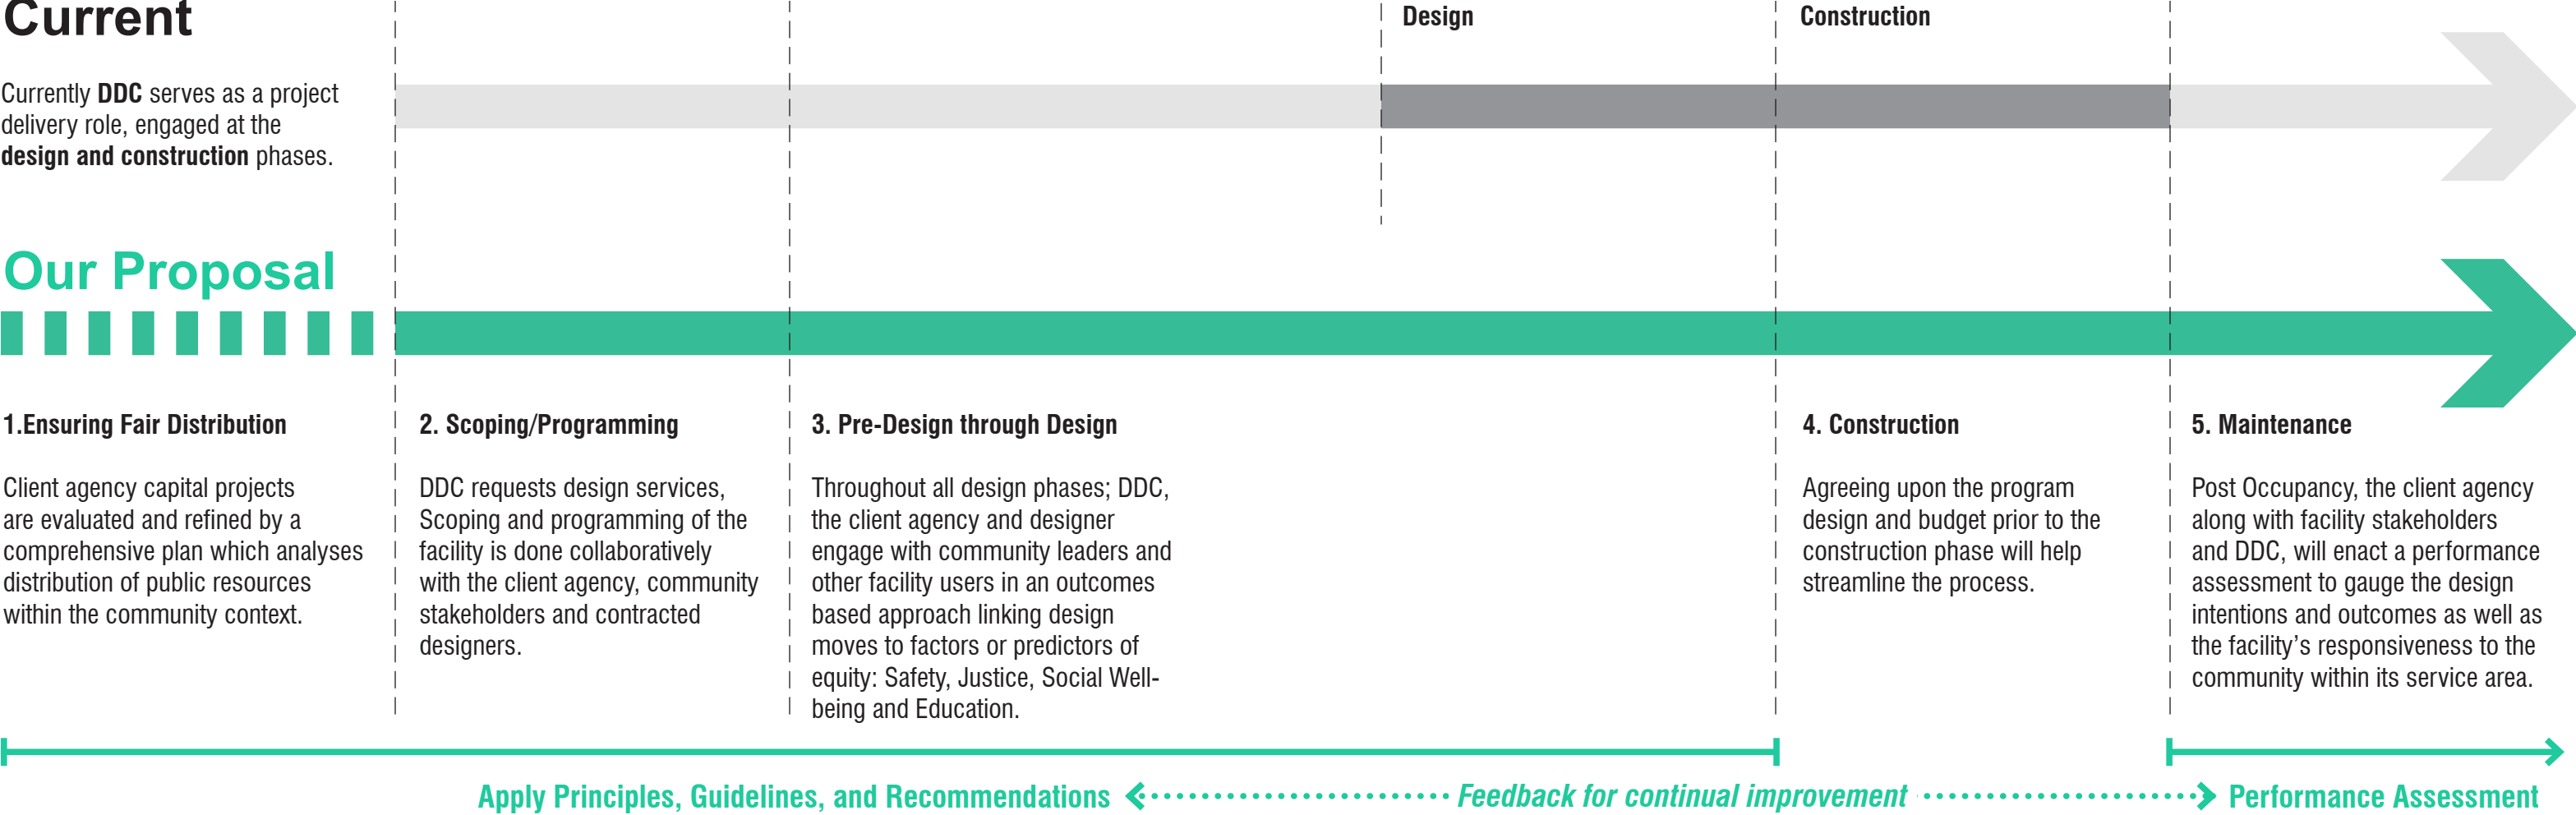 Current
Design
Construction
Currently DDC serves as a project
delivery role, engaged at the
design and construction phases.
Our Proposal
1.Ensuring Fair Distribution
Client agency capital projects
are evaluated and refined by a
comprehensive plan which analyses
distribution of public resources
within the community context.
2. Scoping/Programming
DDC requests design services,
Scoping and programming of the
facility is done collaboratively
with the client agency, community
stakeholders and contracted
designers.
3. Pre-Design through Design
Throughout all design phases; DDC,
the client agency and designer
engage with community leaders and
other facility users in an outcomes
based approach linking design
moves to factors or predictors of
equity: Safety, Justice, Social Well-
being and Education.
4. Construction
Agreeing upon the program
design and budget prior to the
construction phase will help
streamline the process.
5. Maintenance
Post Occupancy, the client agency
along with facility stakeholders
and DDC, will enact a performance
assessment to gauge the design
intentions and outcomes as well as
the facility’s responsiveness to the
community within its service area.
Apply Principles, Guidelines, and Recommendations
Feedback for continual improvement
Performance Assessment